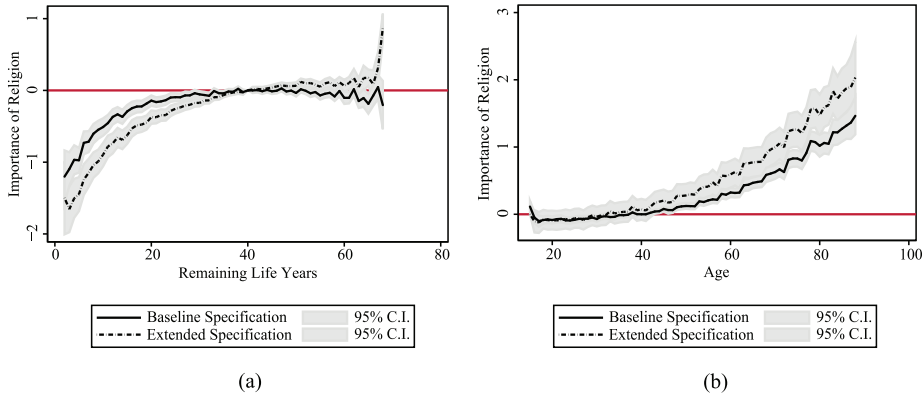 Importance of Religion
1
0
−1
−2
0
20
40
60
80
Remaining Life Years
Baseline Specification
95% C.I.
Extended Specification
95% C.I.
(a)
Importance of Religion
3
2
1
0
20
40
60
80
100
Age
Baseline Specification
95% C.I.
Extended Specification
95% C.I.
(b)